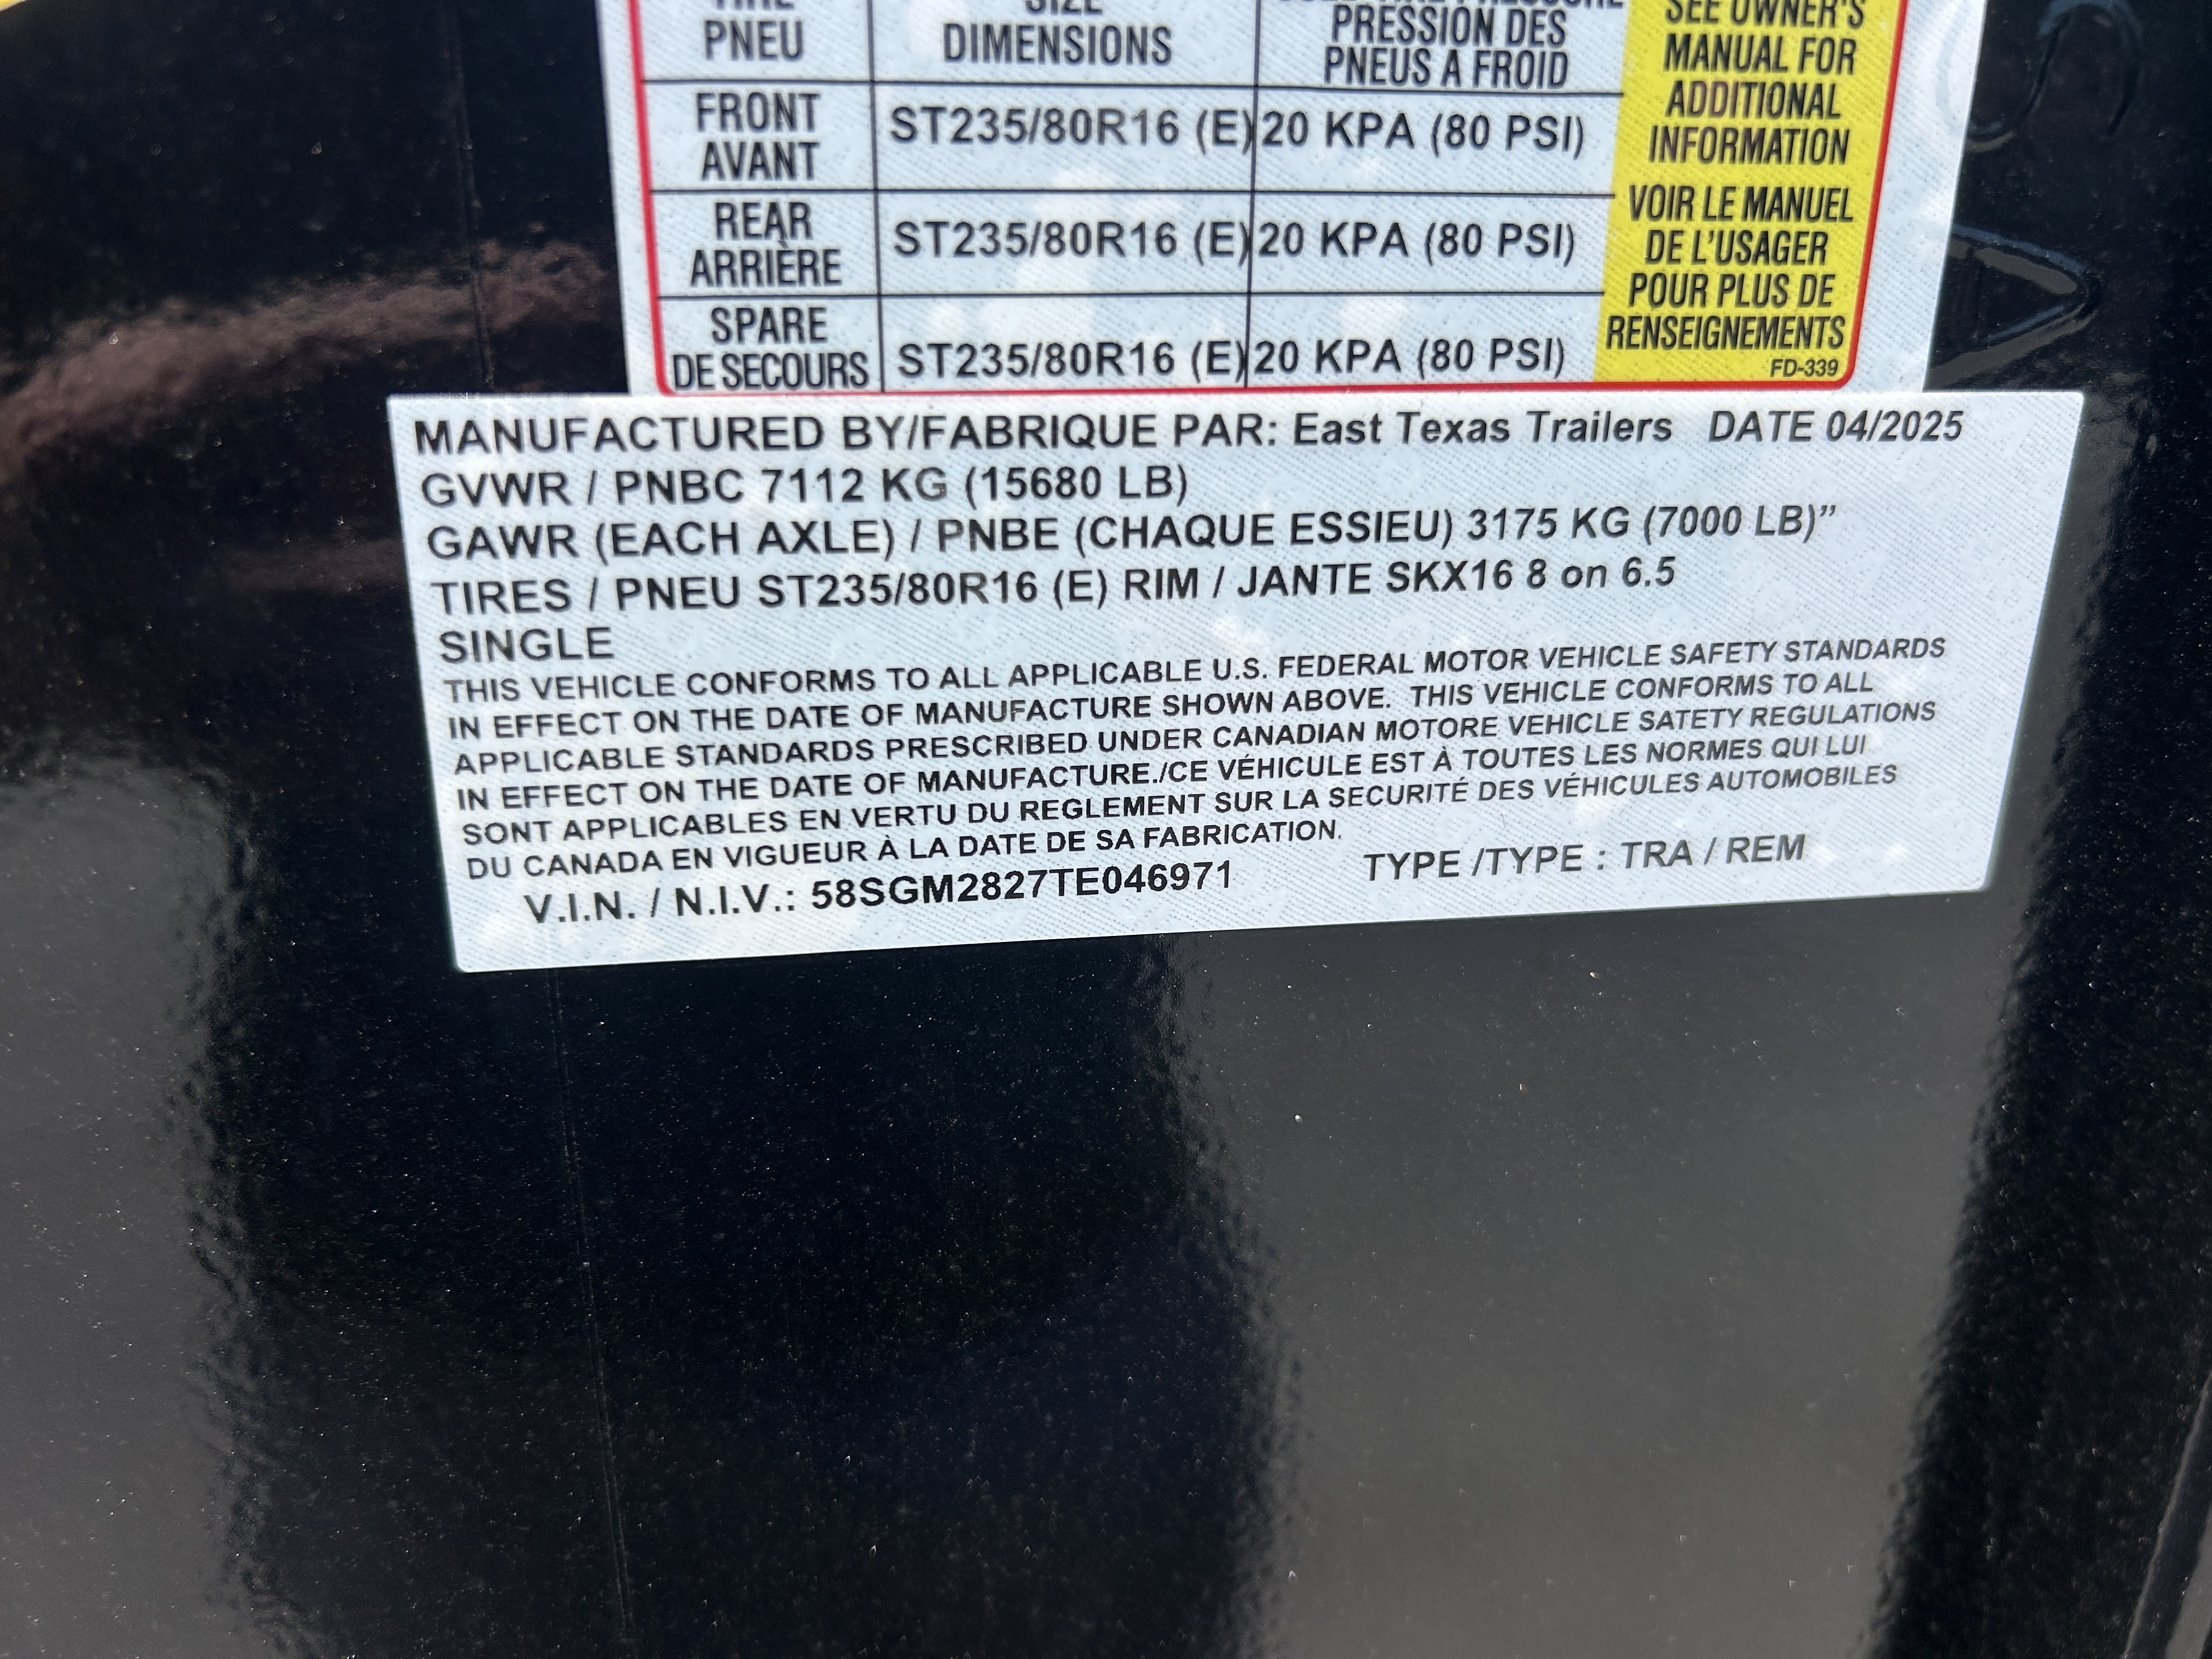 TIRE SIZE COLD TIRE PRESSURE SEE OWNER'S
PNEU DIMENSIONS PRESSION DES MANUAL FOR
PNEUS A FROID ADDITIONAL
FRONT ST235/80R16 (E) 20 KPA (80 PSI) INFORMATION
AVANT
REAR ST235/80R16 (E) 20 KPA (80 PSI) VOIR LE MANUEL
ARRIÈRE DE L'USAGER
SPARE ST235/80R16 (E) 20 KPA (80 PSI) POUR PLUS DE
DE SECOURS RENSEIGNEMENTS
FD-339
MANUFACTURED BY/FABRIQUE PAR: East Texas Trailers DATE 04/2025
GVWR / PNBC 7112 KG (15680 LB)
GAWR (EACH AXLE) / PNBE (CHAQUE ESSIEU) 3175 KG (7000 LB)”
TIRES / PNEU ST235/80R16 (E) RIM / JANTE SKX16 8 on 6.5
SINGLE
THIS VEHICLE CONFORMS TO ALL APPLICABLE U.S. FEDERAL MOTOR VEHICLE SAFETY STANDARDS
IN EFFECT ON THE DATE OF MANUFACTURE SHOWN ABOVE. THIS VEHICLE CONFORMS TO ALL
APPLICABLE STANDARDS PRESCRIBED UNDER CANADIAN MOTORE VEHICLE SATETY REGULATIONS
IN EFFECT ON THE DATE OF MANUFACTURE./CE VÉHICULE EST À TOUTES LES NORMES QUI LUI
SONT APPLICABLES EN VERTU DU REGLEMENT SUR LA SECURITÉ DES VÉHICULES AUTOMOBILES
DU CANADA EN VIGUEUR À LA DATE DE SA FABRICATION.
V.I.N. / N.I.V.: 58SGM2827TE046971 TYPE /TYPE : TRA / REM